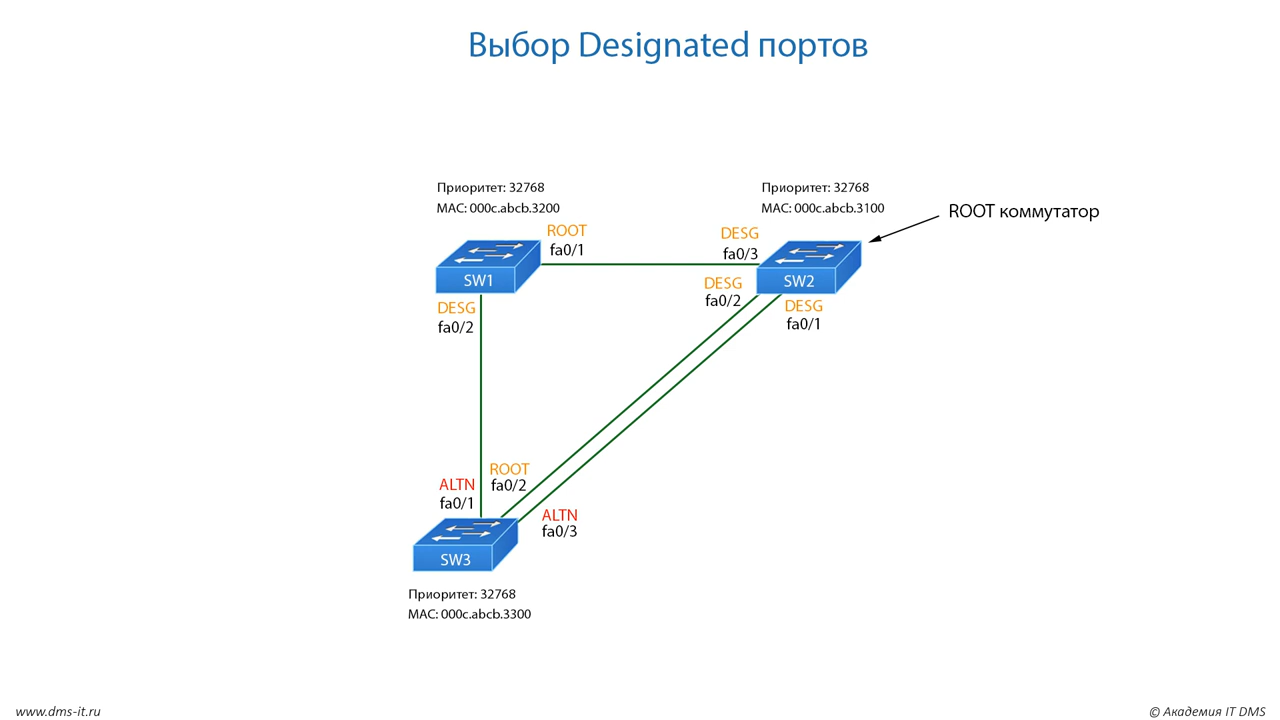 Выбор Designated портов
Приоритет: 32768
MAC: 000c.abcb.3200
Приоритет: 32768
MAC: 000c.abcb.3100
ROOT коммутатор
ROOT
fa0/1
DESG
fa0/3
SW1
SW2
DESG
fa0/2
DESG
fa0/1
DESG
fa0/2
ROOT
fa0/2
ALTN
fa0/1
ALTN
fa0/3
SW3
Приоритет: 32768
MAC: 000c.abcb.3300
www.dms-it.ru
© Академия IT DMS